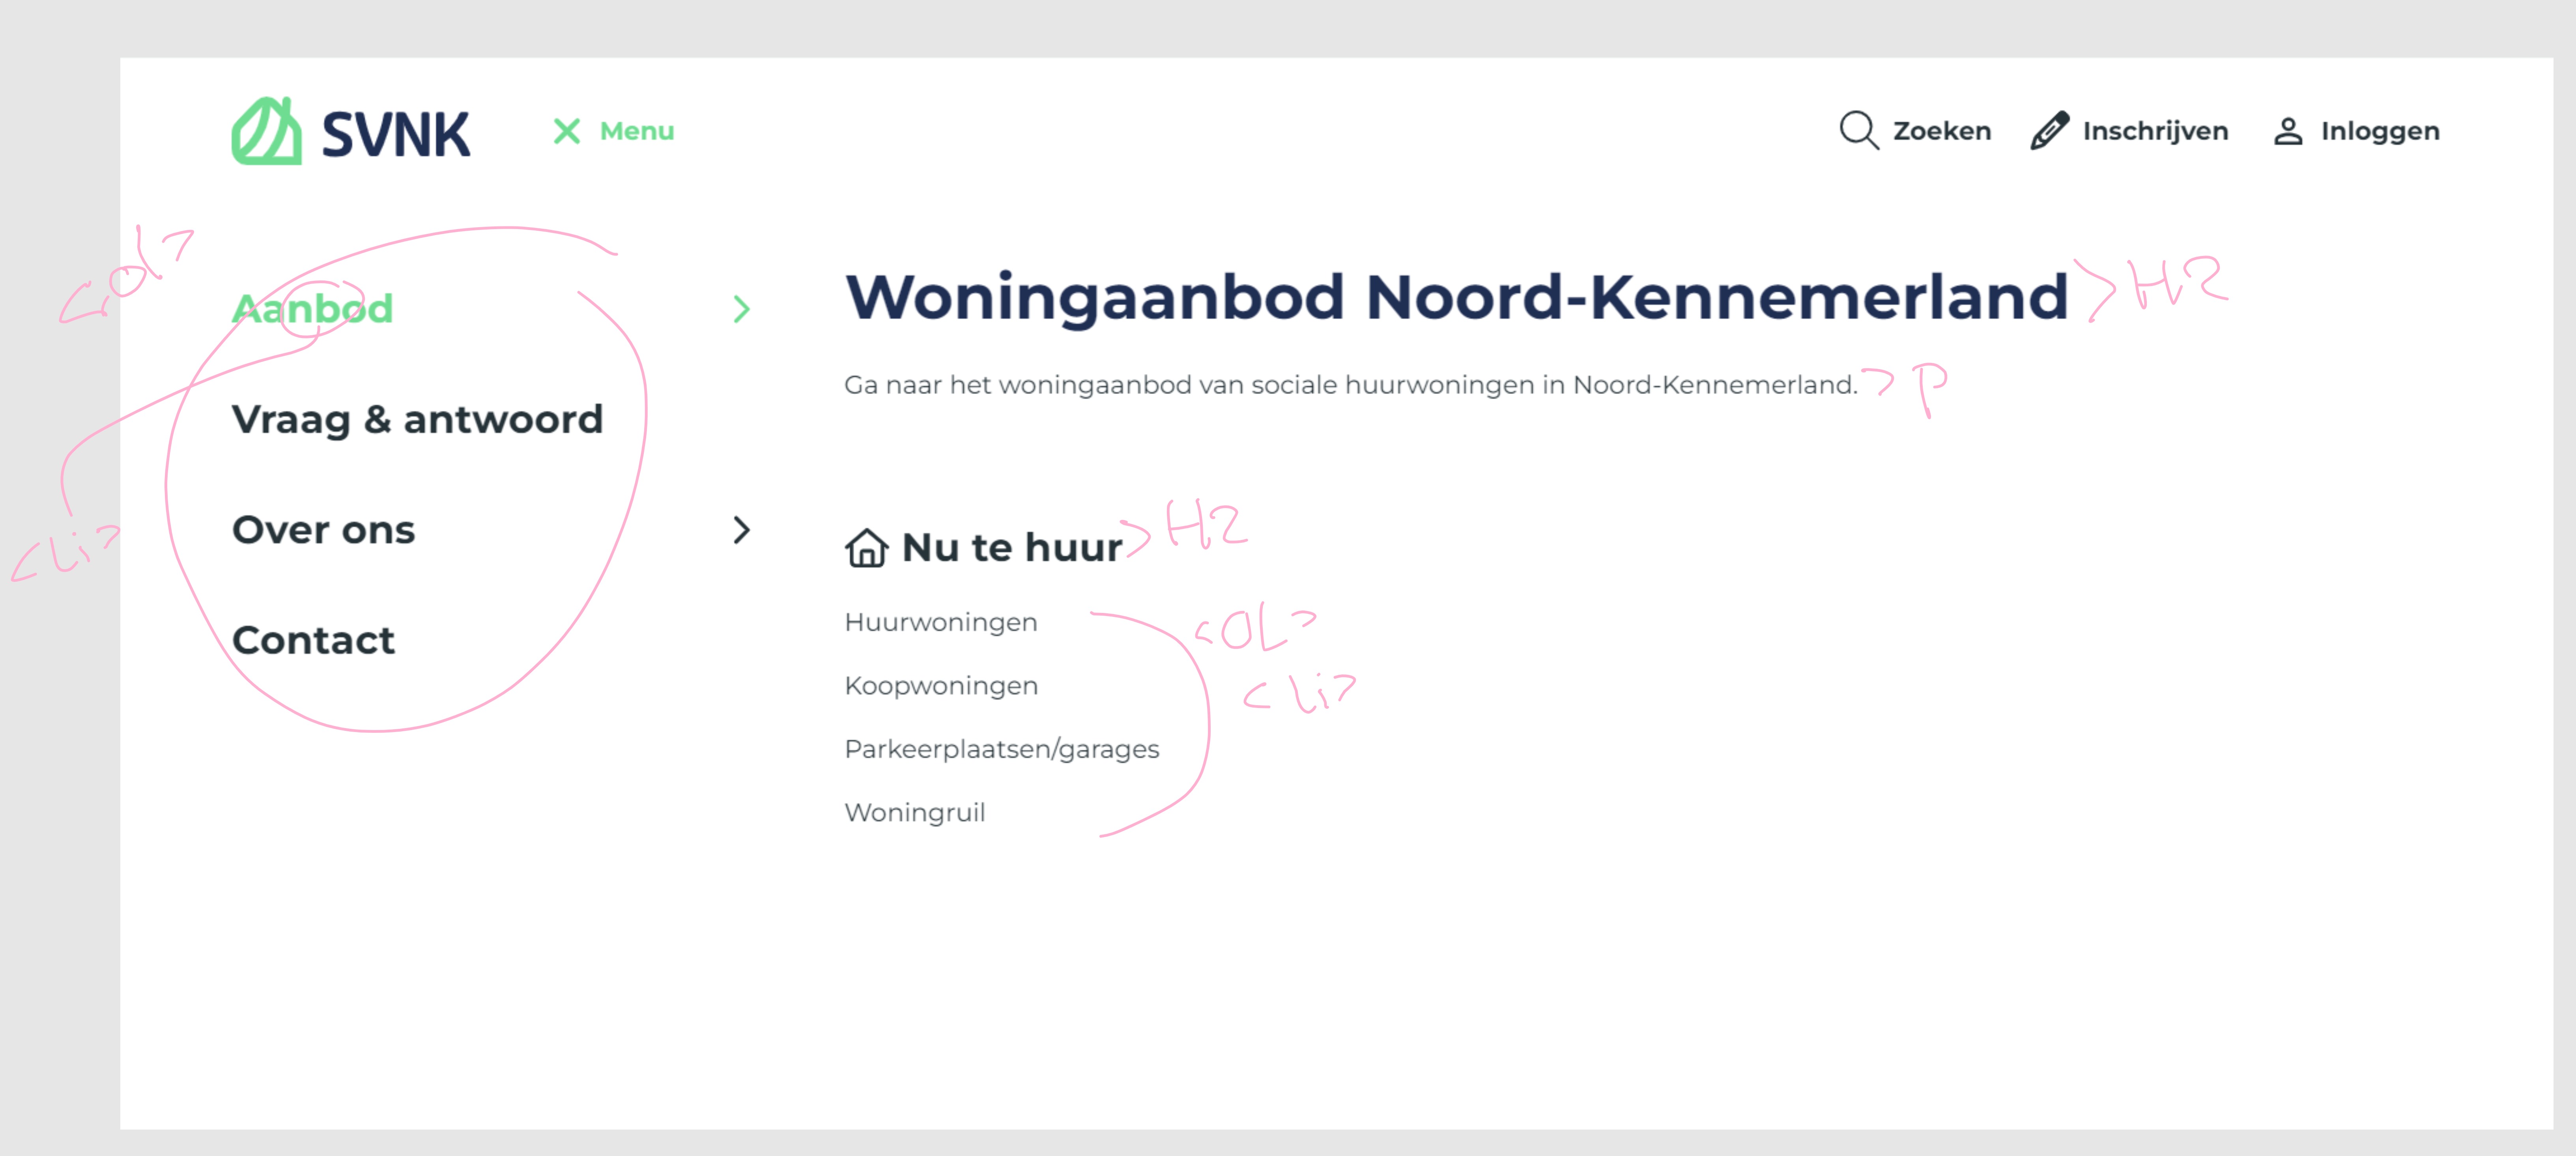 SVNK
Menu
Zoeken
Inschrijven
Inloggen
<ol>
Aanbod
<li>
Vraag & antwoord
Over ons
Contact
Woningaanbod Noord-Kennemerland >H2
Ga naar het woningaanbod van sociale huurwoningen in Noord-Kennemerland. >P
Nu te huur >H2
Huurwoningen
<OL>
<li>
Koopwoningen
Parkeerplaatsen/garages
Woningruil